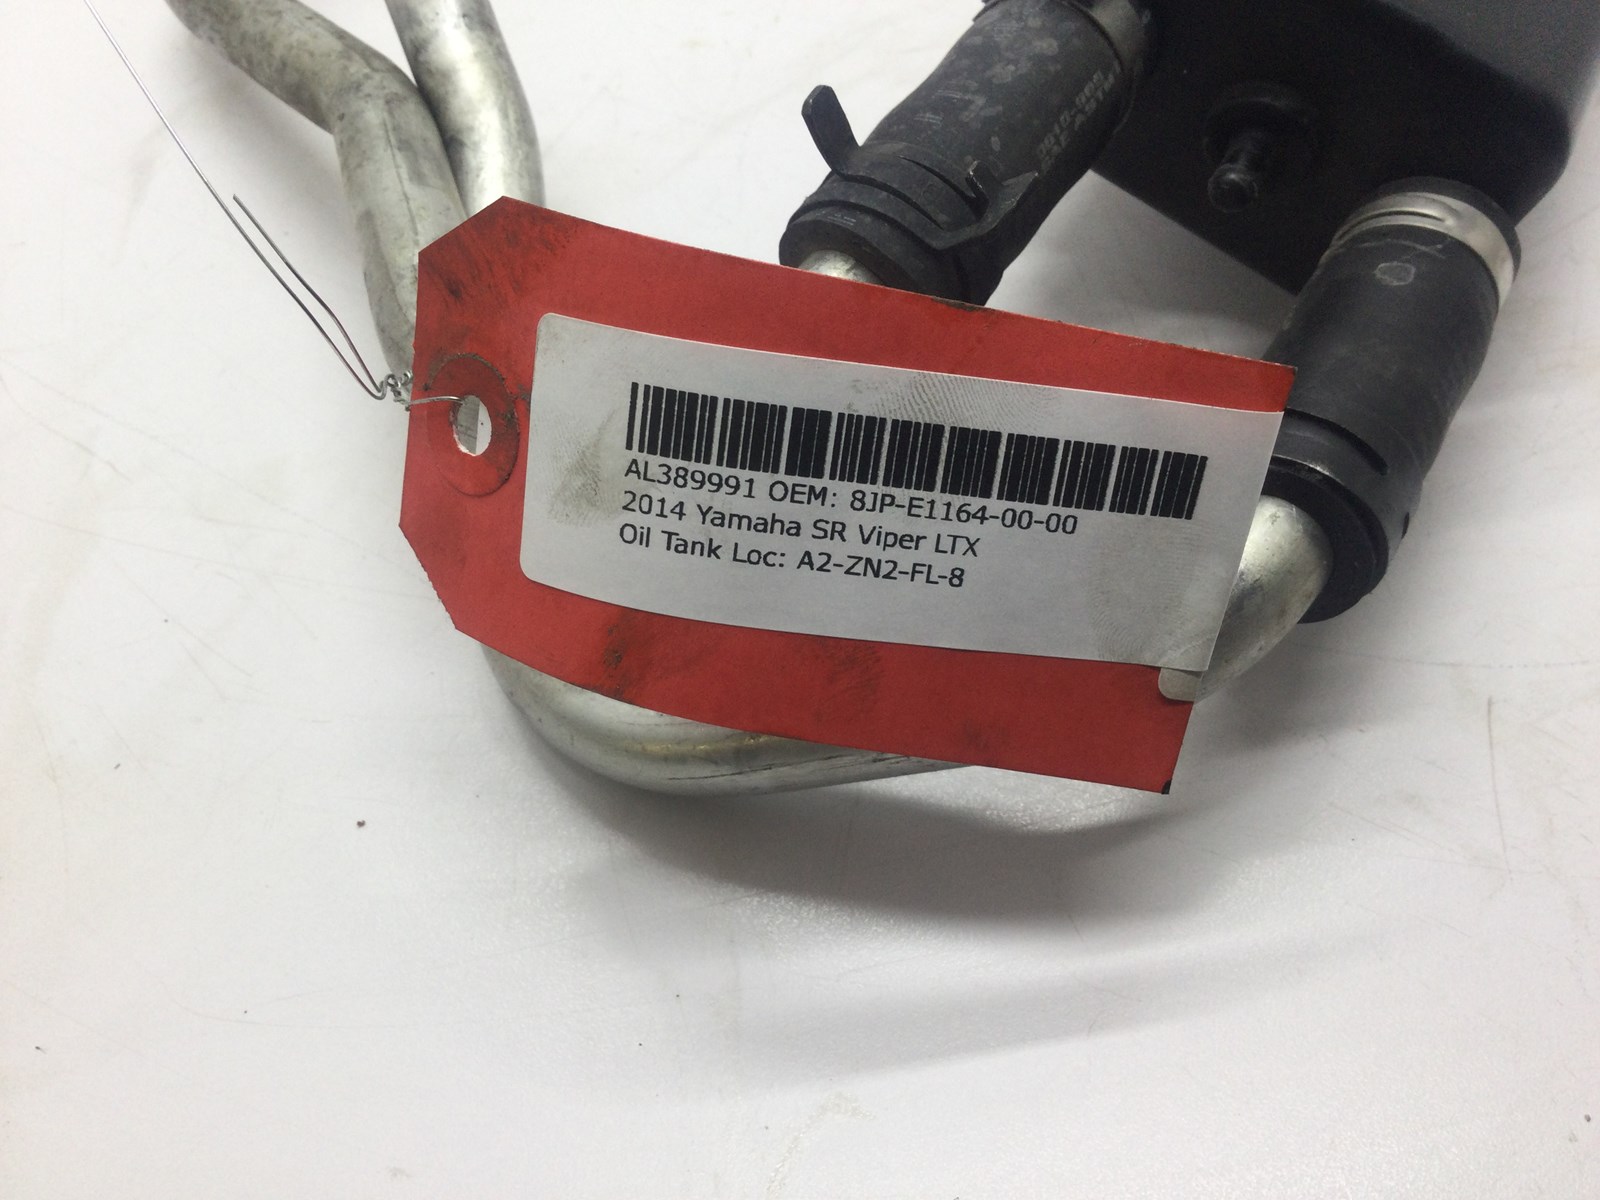 AL389991 OEM: 8JP-E1164-00-00
2014 Yamaha SR Viper LTX
Oil Tank Loc: A2-ZN2-FL-8